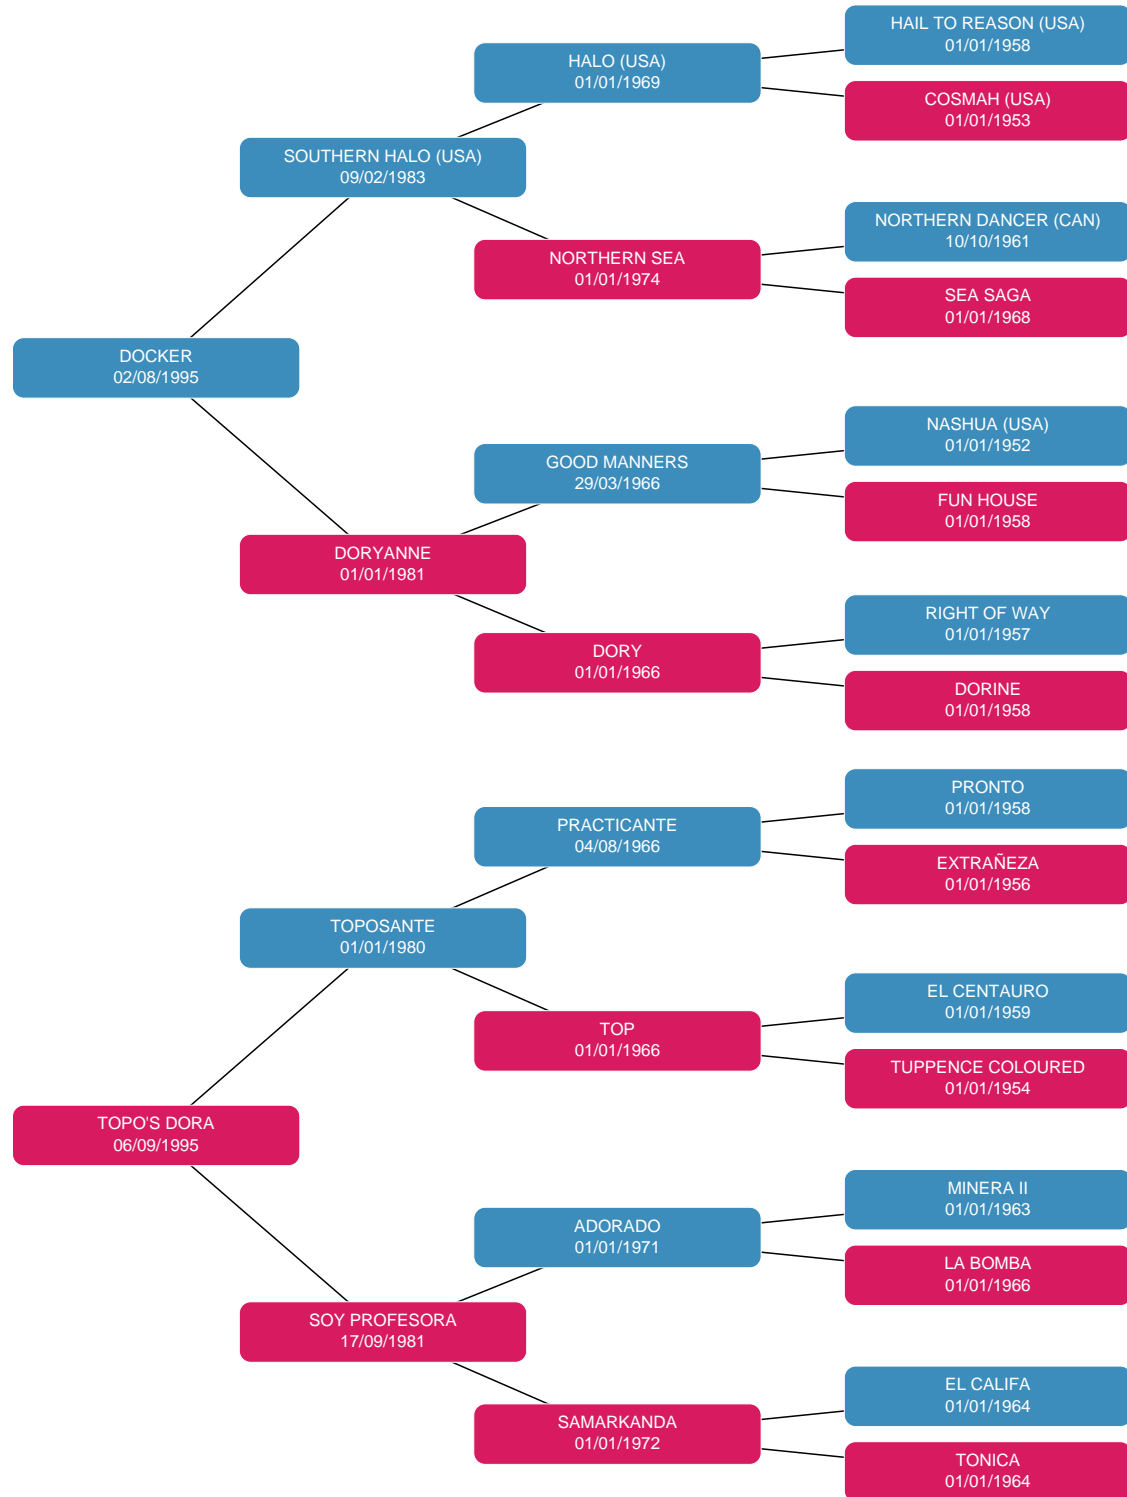 HAIL TO REASON (USA)
01/01/1958
HALO (USA)
01/01/1969
COSMAH (USA)
01/01/1953
SOUTHERN HALO (USA)
09/02/1983
NORTHERN DANCER (CAN)
10/10/1961
NORTHERN SEA
01/01/1974
SEA SAGA
01/01/1968
DOCKER
02/08/1995
NASHUA (USA)
01/01/1952
GOOD MANNERS
29/03/1966
FUN HOUSE
01/01/1958
DORYANNE
01/01/1981
RIGHT OF WAY
01/01/1957
DORY
01/01/1966
DORINE
01/01/1958
PRONTO
01/01/1958
PRACTICANTE
04/08/1966
EXTRAÑEZA
01/01/1956
TOPOSANTE
01/01/1980
EL CENTAURO
01/01/1959
TOP
01/01/1966
TUPPENCE COLOURED
01/01/1954
TOPO'S DORA
06/09/1995
MINERA II
01/01/1963
ADORADO
01/01/1971
LA BOMBA
01/01/1966
SOY PROFESORA
17/09/1981
EL CALIFA
01/01/1964
SAMARKANDA
01/01/1972
TONICA
01/01/1964